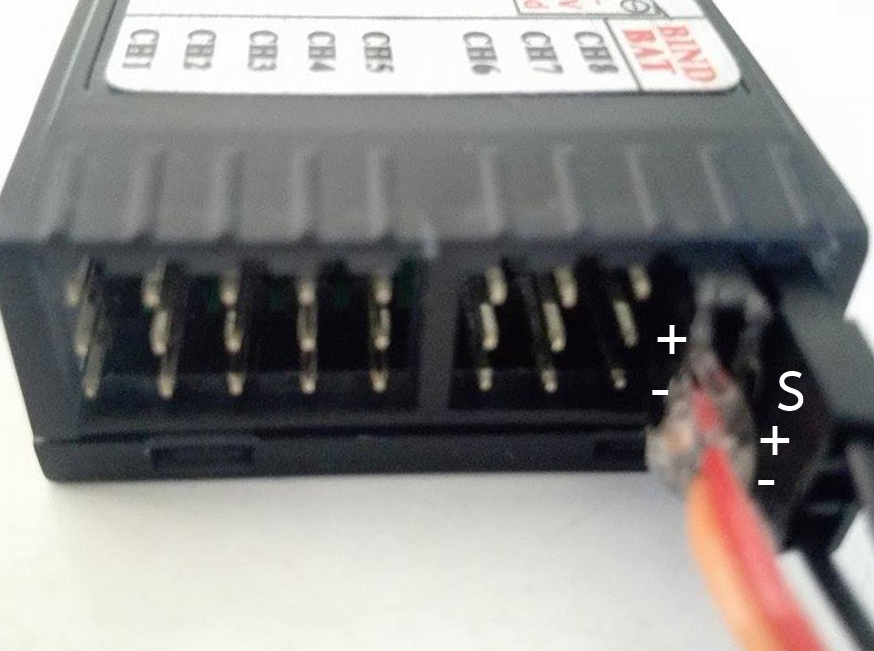 CH1
CH2
CH3
CH4
CH5
CH6
CH7
CH8
BIND
BAT
+
-
S
+
-